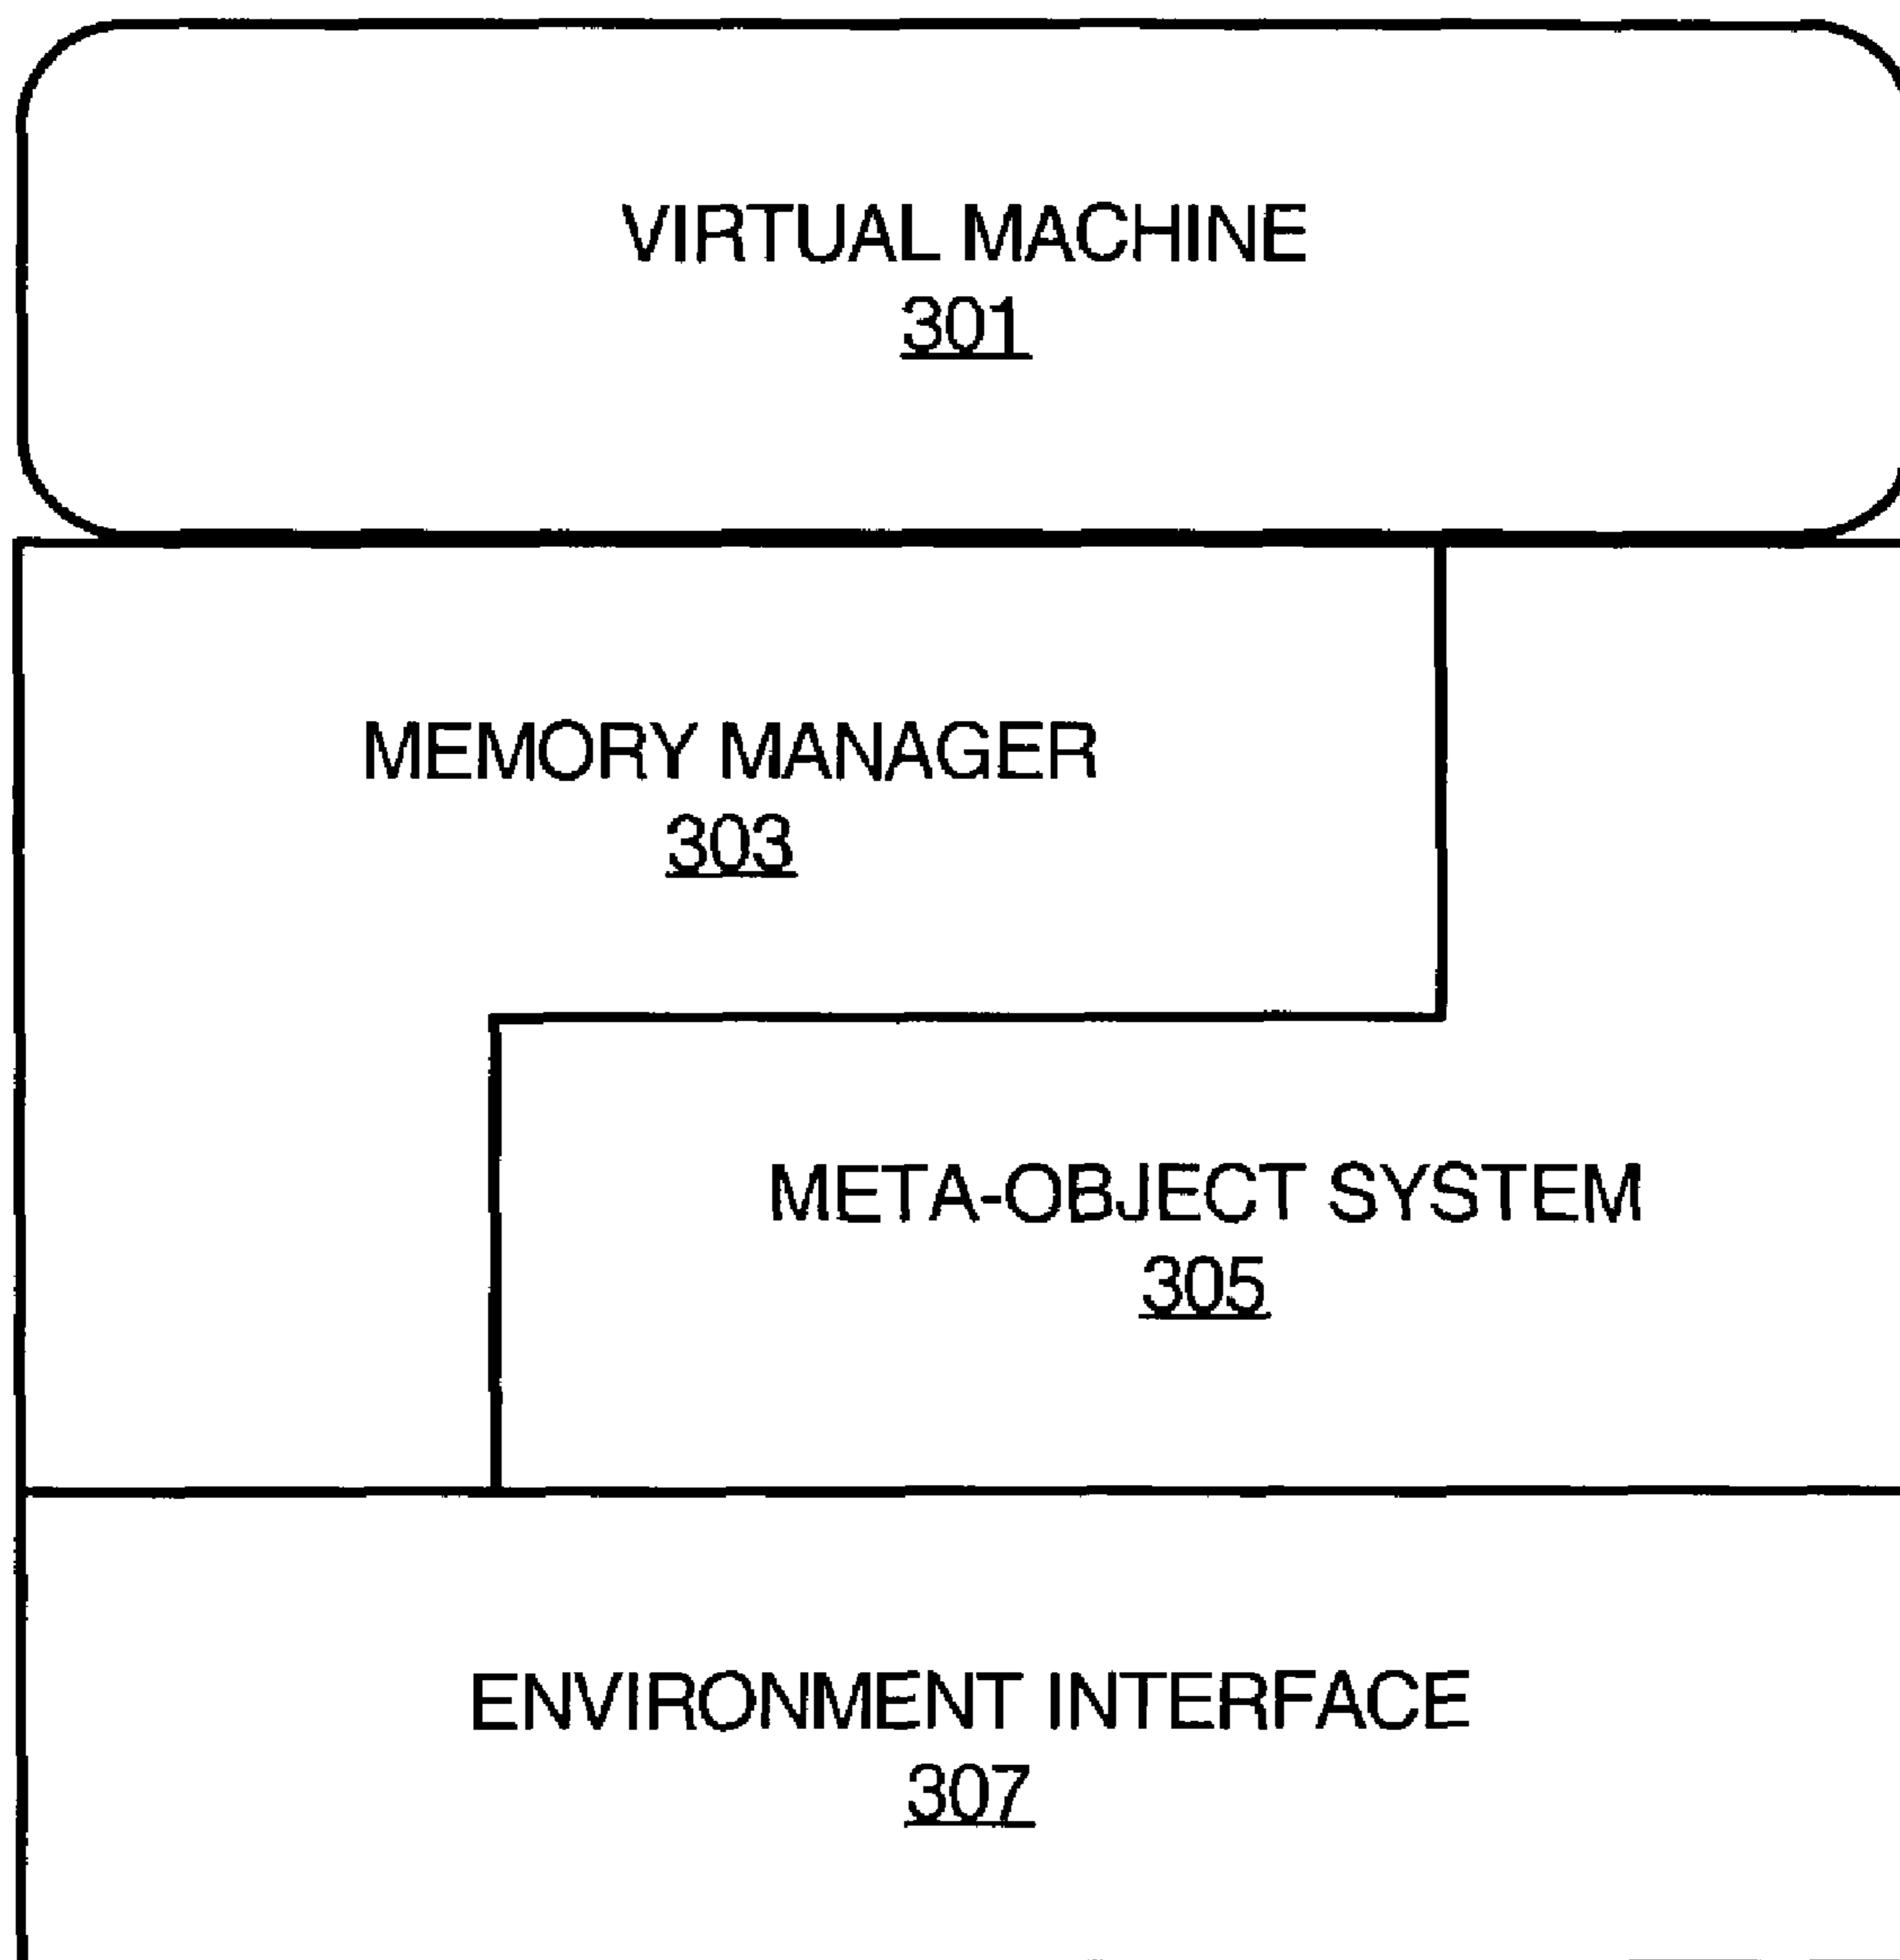 VIRTUAL MACHINE
301
MEMORY MANAGER
303
META-OBJECT SYSTEM
305
ENVIRONMENT INTERFACE
307